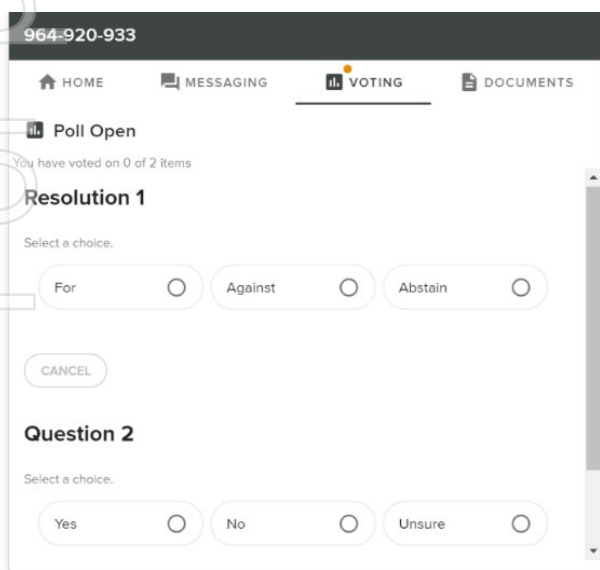 964-920-933
HOME MESSAGING VOTING DOCUMENTS
Poll Open
You have voted on 0 of 2 items
Resolution 1
Select a choice.
For Against Abstain
CANCEL
Question 2
Select a choice.
Yes No Unsure